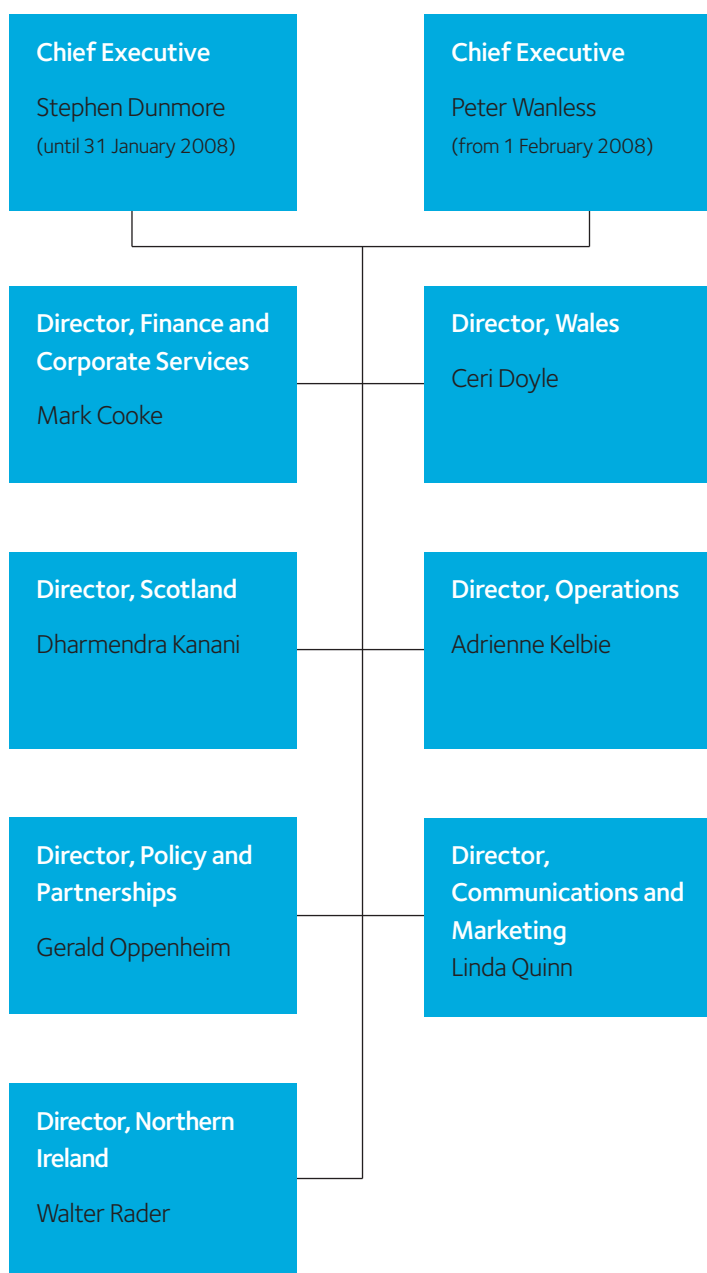 Chief Executive
Stephen Dunmore
(until 31 January 2008)
Chief Executive
Peter Wanless
(from 1 February 2008)
Director, Finance and
Corporate Services
Mark Cooke
Director, Wales
Ceri Doyle
Director, Scotland
Dharmendra Kanani
Director, Operations
Adrienne Kelbie
Director, Policy and
Partnerships
Gerald Oppenheim
Director,
Communications and
Marketing
Linda Quinn
Director, Northern
Ireland
Walter Rader